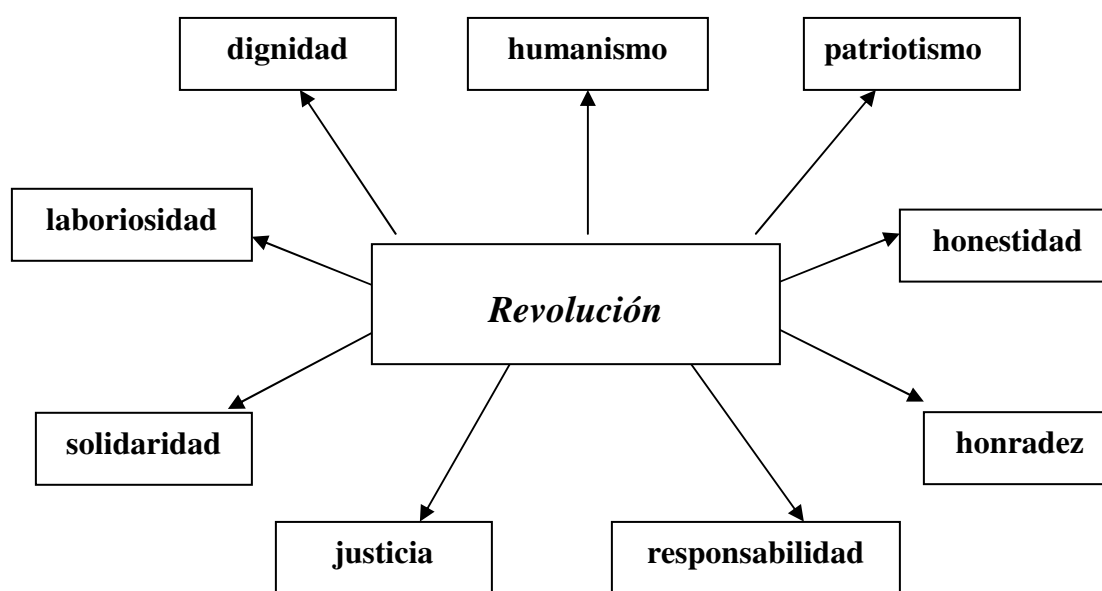 dignidad
humanismo
patriotismo
laboriosidad
honestidad
Revolución
solidaridad
honradez
justicia
responsabilidad